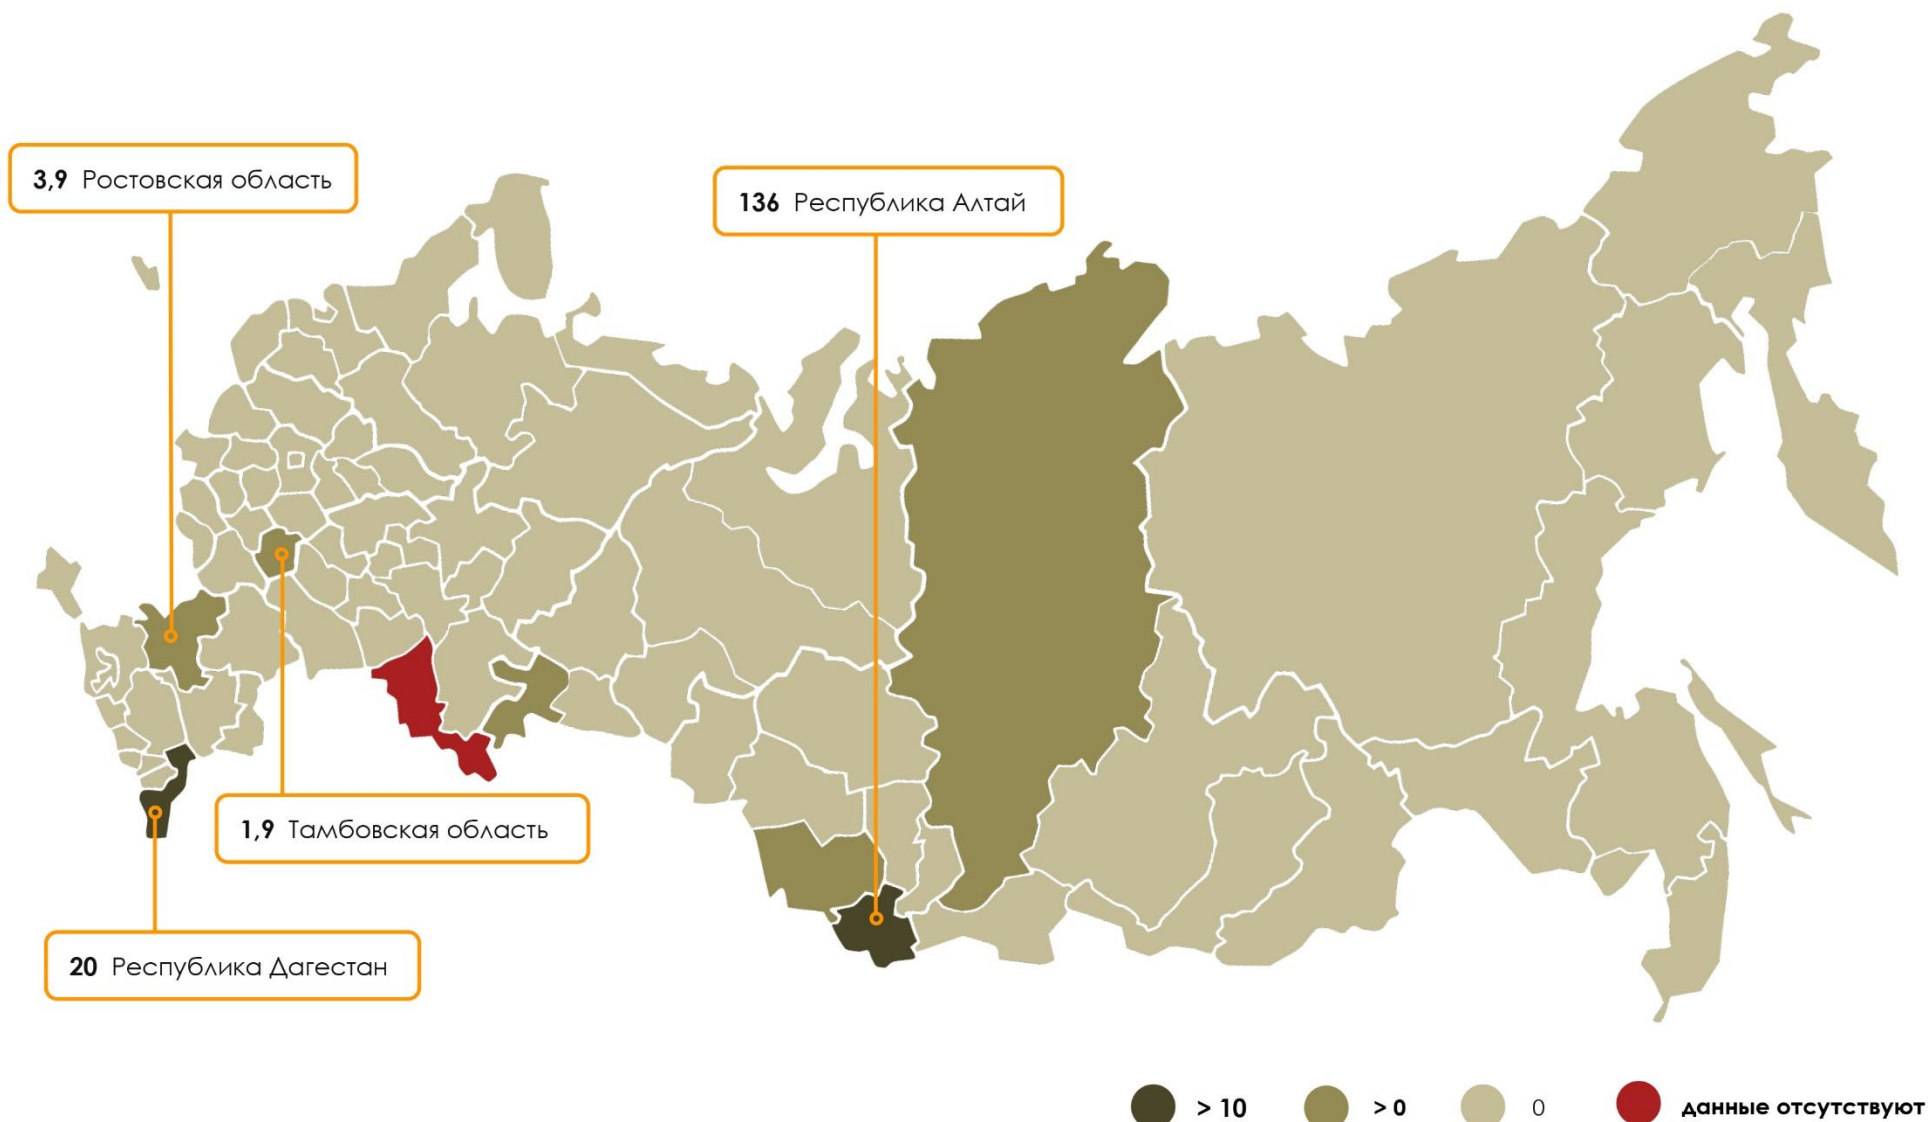 3,9 Ростовская область
136 Республика Алтай
1,9 Тамбовская область
20 Республика Дагестан
> 10
> 0
0
данные отсутствуют